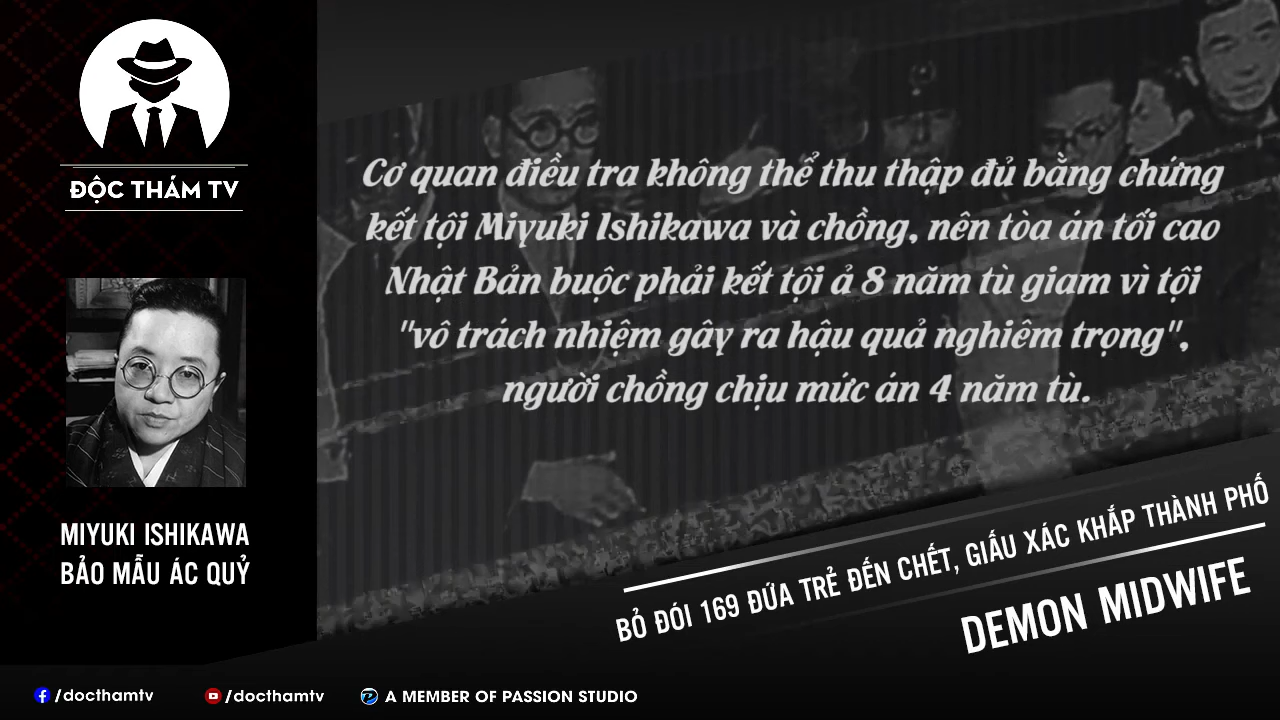 ĐỘC THÁM TV
Cơ quan điều tra không thể thu thập đủ bằng chứng
kết tội Miyuki Ishikawa và chồng, nên tòa án tối cao
Nhật Bản buộc phải kết tội ả 8 năm tù giam vì tội
"vô trách nhiệm gây ra hậu quả nghiêm trọng",
người chồng chịu mức án 4 năm tù.
MIYUKI ISHIKAWA
BẢO MẪU ÁC QUỶ
BỎ ĐÓI 169 ĐỨA TRẺ ĐẾN CHẾT, GIẤU XÁC KHẮP THÀNH PHỐ
DEMON MIDWIFE
/docthamtv
/docthamtv
A MEMBER OF PASSION STUDIO